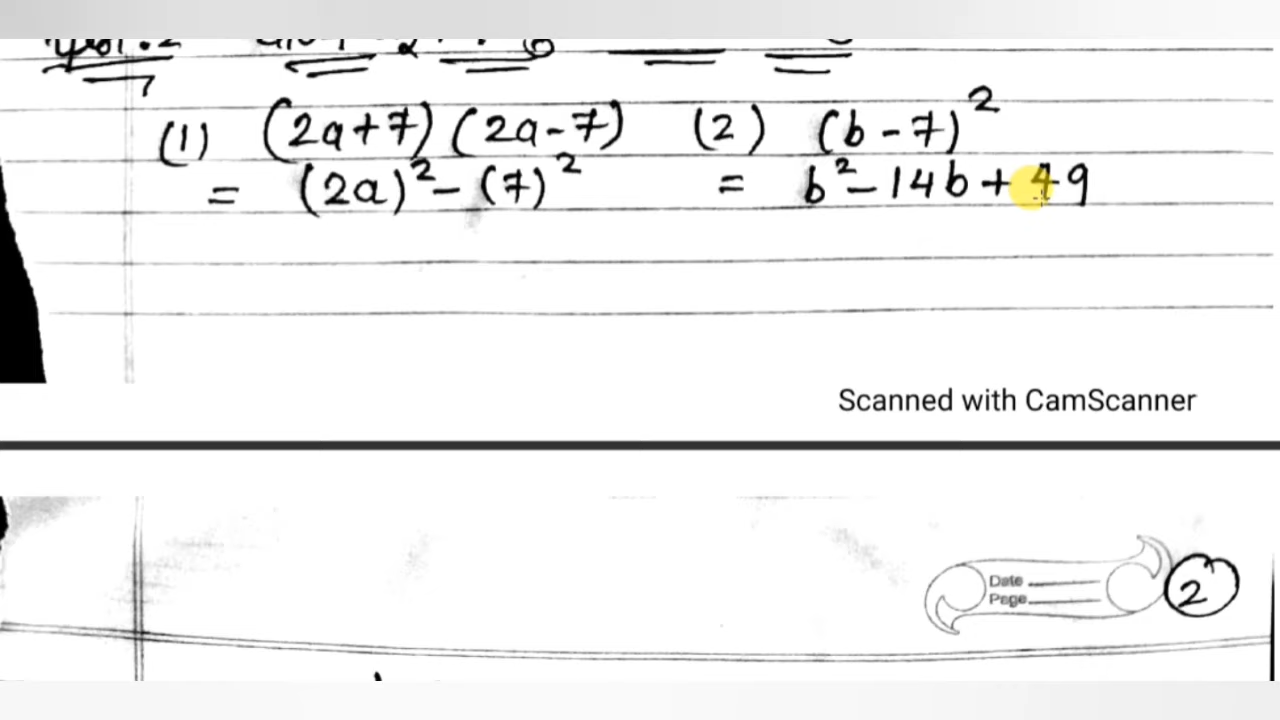 (1) (2a+7)(2a-7) (2) (b-7)²
= (2a)² - (7)² = b² - 14b + 49
Scanned with CamScanner
Date
Page
2